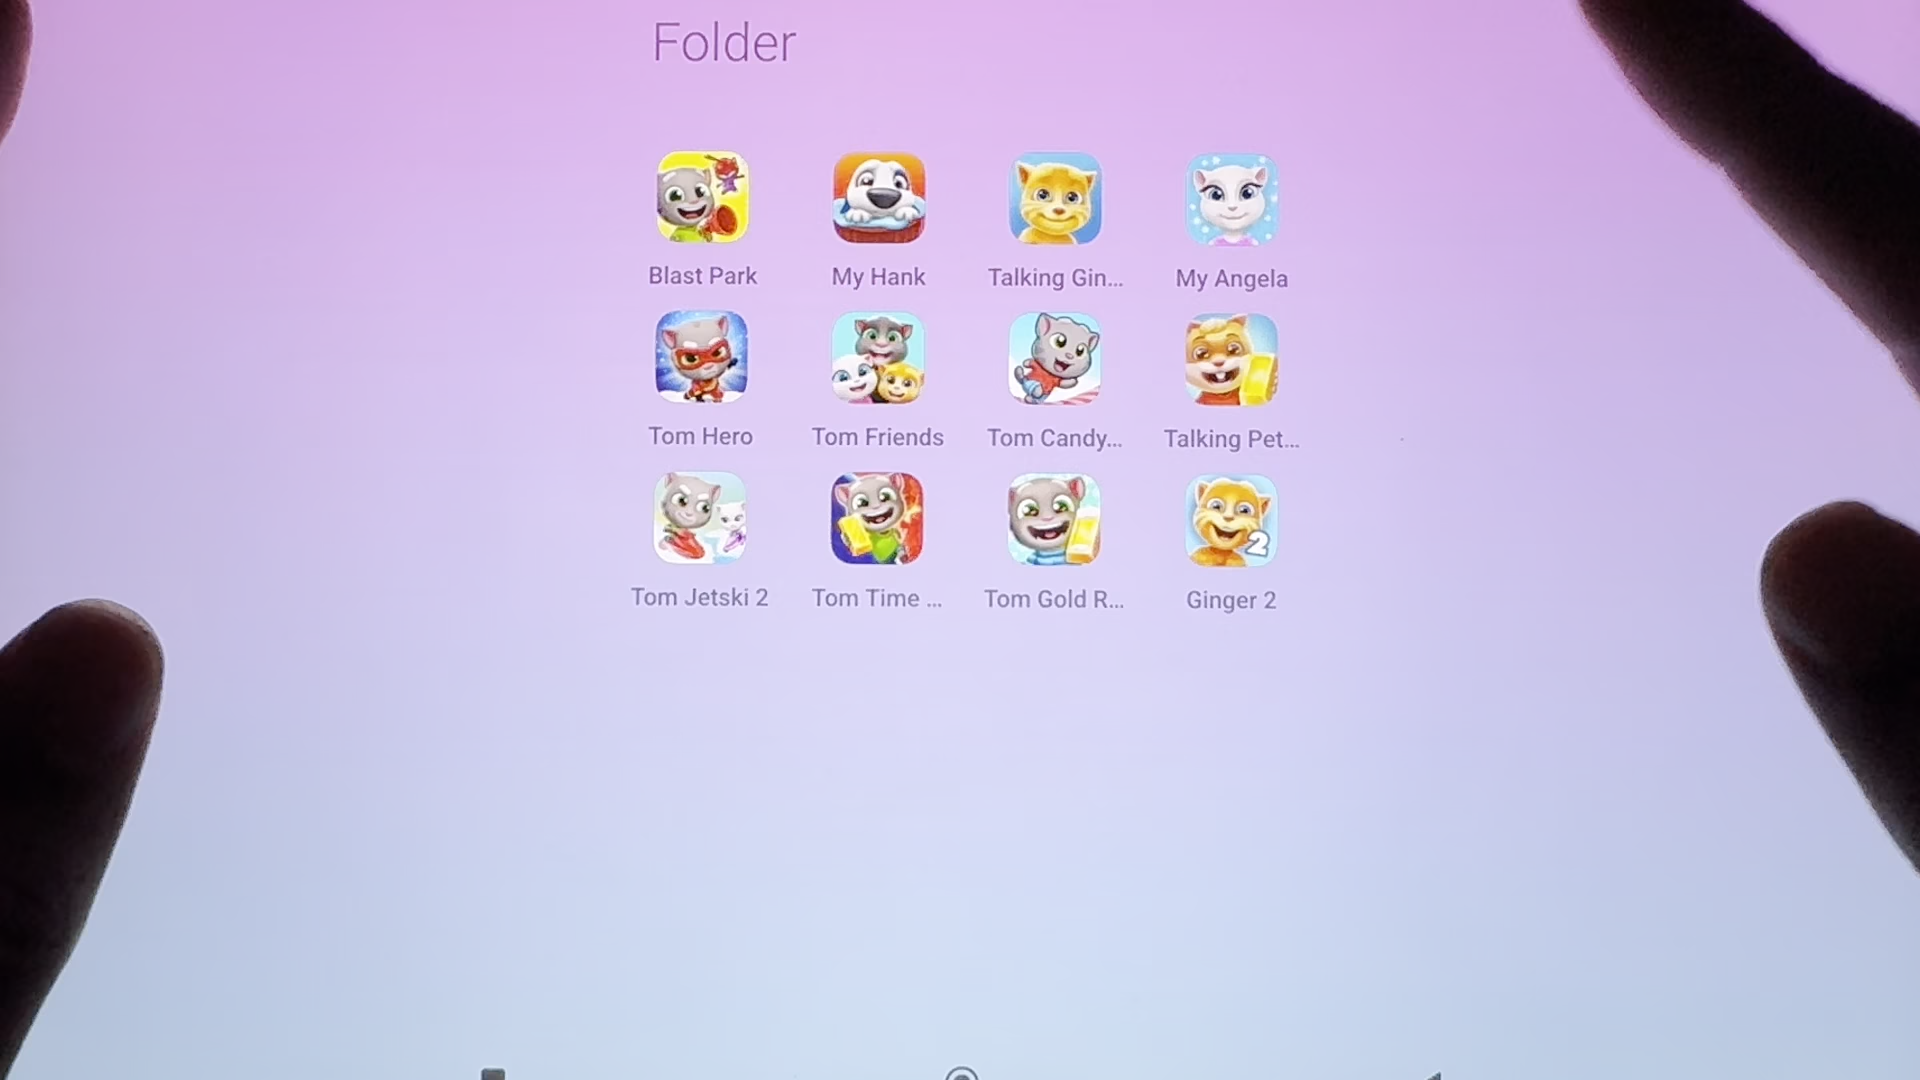 Folder
Blast Park
My Hank
Talking Gin...
My Angela
Tom Hero
Tom Friends
Tom Candy...
Talking Pet...
2
Tom Jetski 2
Tom Time ...
Tom Gold R...
Ginger 2